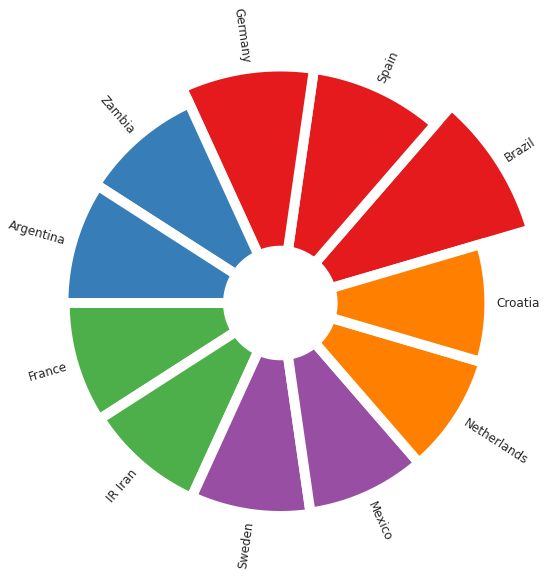 Germany
Spain
Brazil
Croatia
Netherlands
Mexico
Sweden
IR Iran
France
Argentina
Zambia